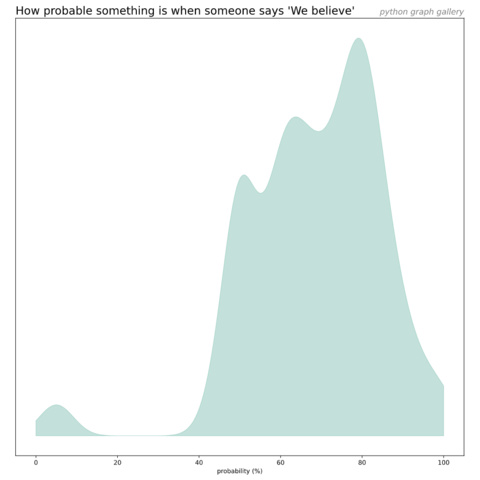 How probable something is when someone says 'We believe'
python graph gallery
0 20 40 60 80 100
probability (%)